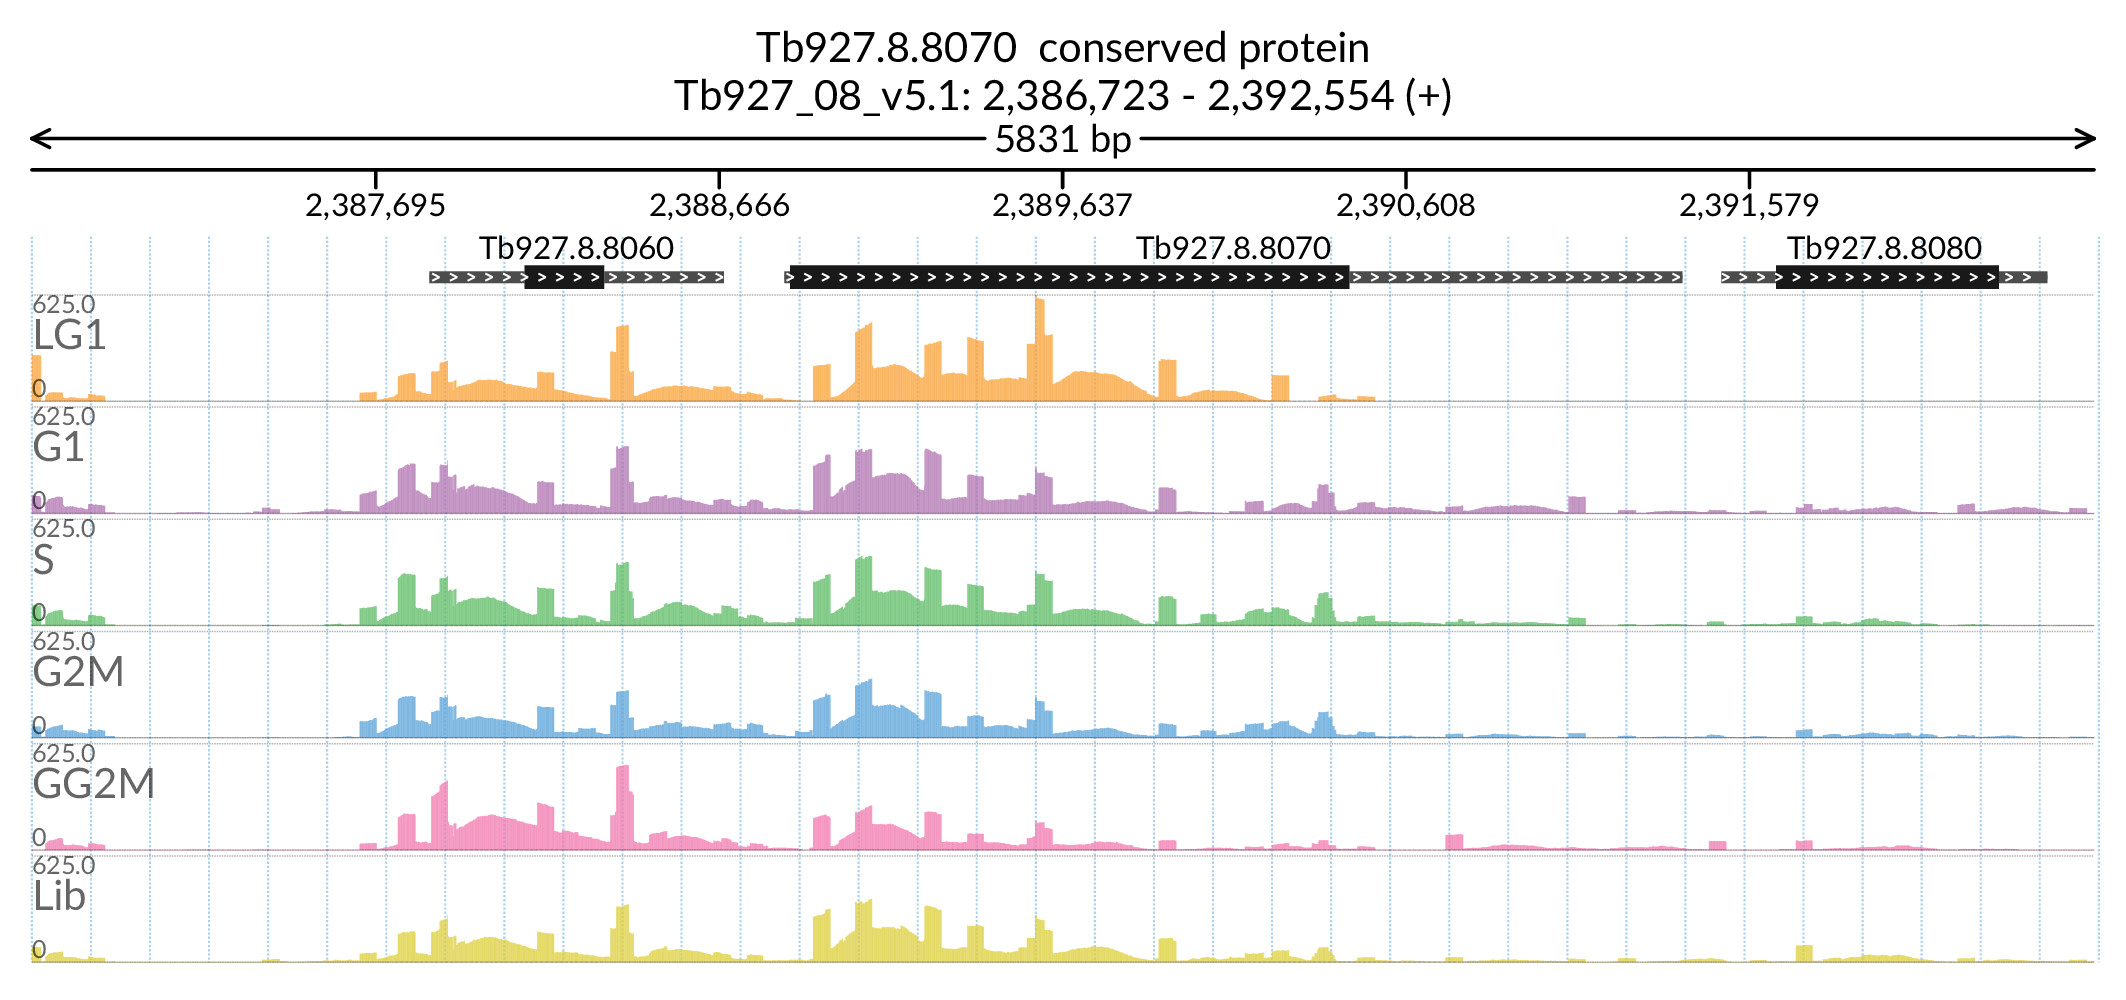 Tb927.8.8070  conserved protein
Tb927_08_v5.1: 2,386,723 - 2,392,554 (+)
5831 bp
2,387,695 2,388,666 2,389,637 2,390,608 2,391,579
Tb927.8.8060 Tb927.8.8070 Tb927.8.8080
625.0
LG1
0
625.0
G1
0
625.0
S
0
625.0
G2M
0
625.0
GG2M
0
625.0
Lib
0